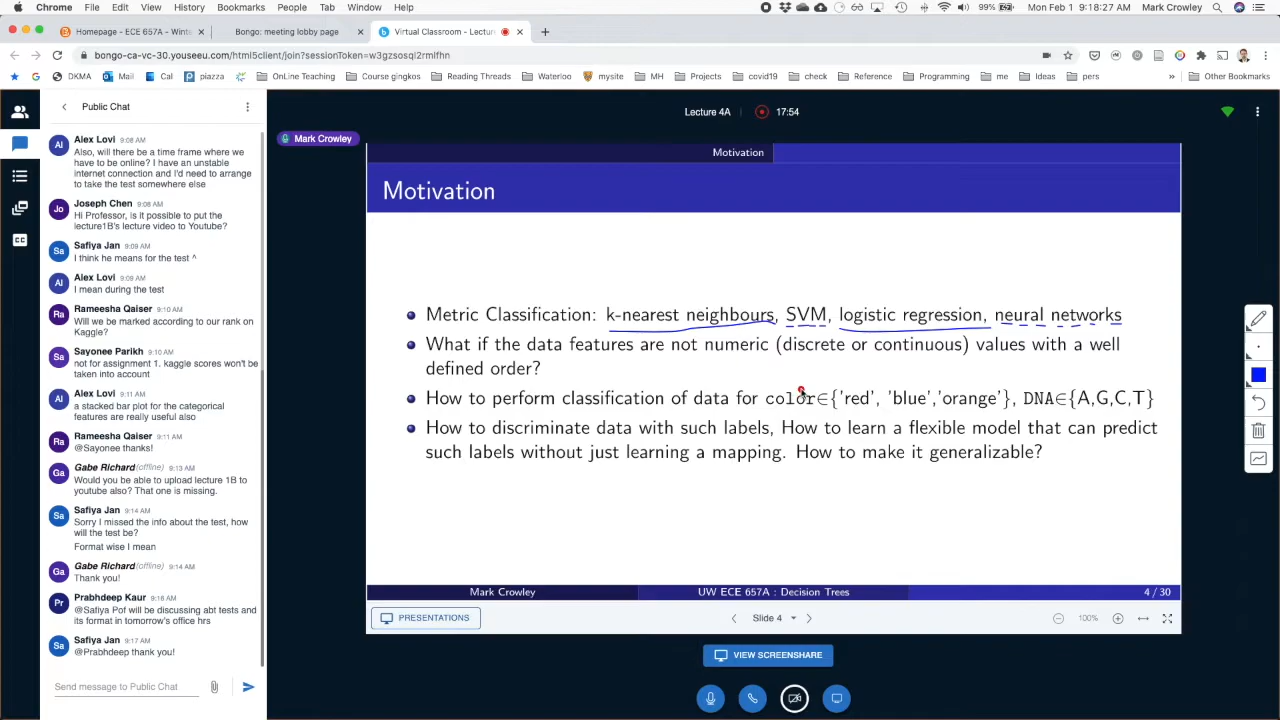 Chrome File Edit View History Bookmarks People Tab Window Help
99% Mon Feb 1 9:18:27 AM Mark Crowley
Homepage - ECE 657A - Winte
Bongo: meeting lobby page
Virtual Classroom - Lectur
bongo-ca-vc-30.youseeu.com/html5client/join?sessionToken=w3gzsosql2rmlfnh
DKMA Mail Cal piazza OnLine Teaching Course gingkos Reading Threads Waterloo mysite MH Projects covid19 check Reference Programming me Ideas pers » Other Bookmarks
Public Chat
Alex Lovi 9:08 AM
Also, will there be a time frame where we
have to be online? I have an unstable
internet connection and I'd need to arrange
to take the test somewhere else
Joseph Chen 9:08 AM
Hi Professor, is it possible to put the
lecture1B's lecture video to Youtube?
Safiya Jan 9:09 AM
I think he means for the test ^
Alex Lovi 9:09 AM
I mean during the test
Rameesha Qaiser 9:10 AM
Will we be marked according to our rank on
Kaggle?
Sayonee Parikh 9:10 AM
not for assignment 1. kaggle scores won't be
taken into account
Alex Lovi 9:11 AM
a stacked bar plot for the categorical
features are really useful also
Rameesha Qaiser 9:11 AM
@Sayonee thanks!
Gabe Richard (offline) 9:13 AM
Would you be able to upload lecture 1B to
youtube also? That one is missing.
Safiya Jan 9:14 AM
Sorry I missed the info about the test, how
will the test be?
Format wise I mean
Gabe Richard (offline) 9:14 AM
Thank you!
Prabhdeep Kaur 9:16 AM
@Safiya Pof will be discussing abt tests and
its format in tomorrow's office hrs
Safiya Jan 9:17 AM
@Prabhdeep thank you!
Send message to Public Chat
Lecture 4A 17:54
Mark Crowley
Motivation
Motivation
Metric Classification: k-nearest neighbours, SVM, logistic regression, neural networks
What if the data features are not numeric (discrete or continuous) values with a well
defined order?
How to perform classification of data for color∈{'red', 'blue','orange'}, DNA∈{A,G,C,T}
How to discriminate data with such labels, How to learn a flexible model that can predict
such labels without just learning a mapping. How to make it generalizable?
Mark Crowley UW ECE 657A : Decision Trees 4 / 30
PRESENTATIONS Slide 4 100%
VIEW SCREENSHARE